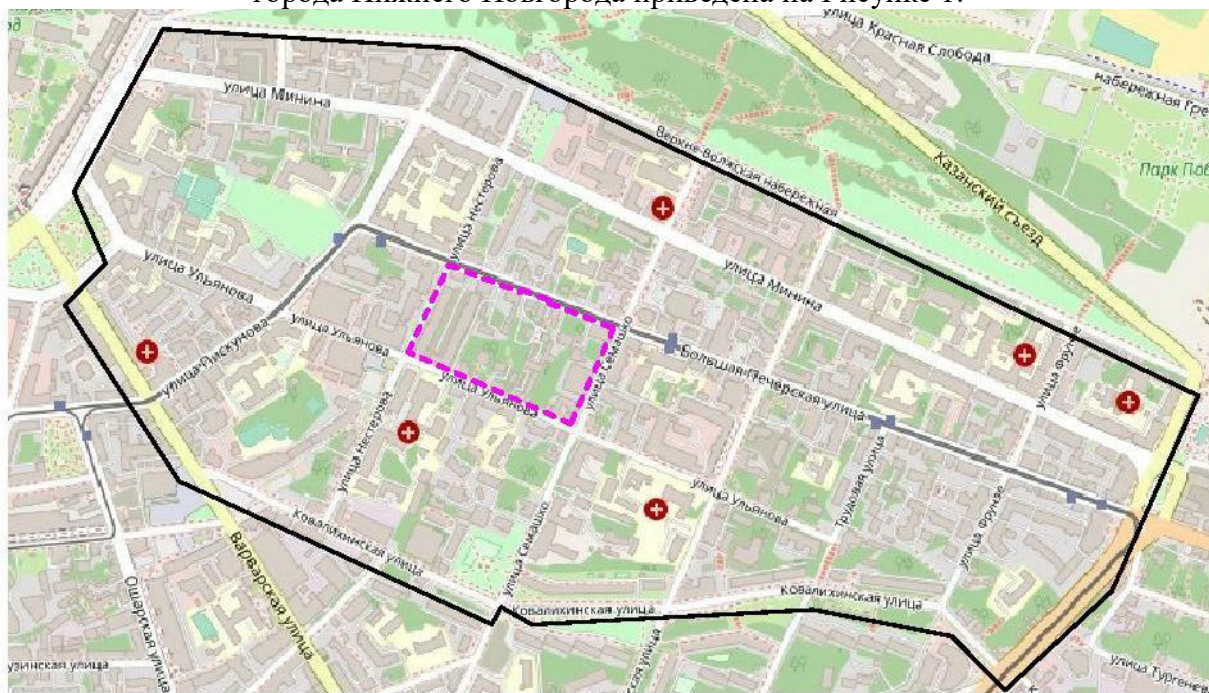 города Нижнего Новгорода приведена на Рисунке 1.
улица Красная Слобода
набережная Гре
Казанский съезд
Парк Поб
улица Минина
Верхне-Волжская набережная
улица Нестерова
улица Минина
улица Ульянова
улица Пискунова
улица Ульянова
улица Семашко
Большая Печерская улица
улица Фрунзе
улица Ульянова
улица Нестерова
улица Ульянова
Трудовая улица
улица Фрунзе
Ковалихинская улица
улица Семашко
Варварская улица
Ошарская улица
Ковалихинская улица
Ковалихинская улица
узинская улица
ская улица
улица Тургенев